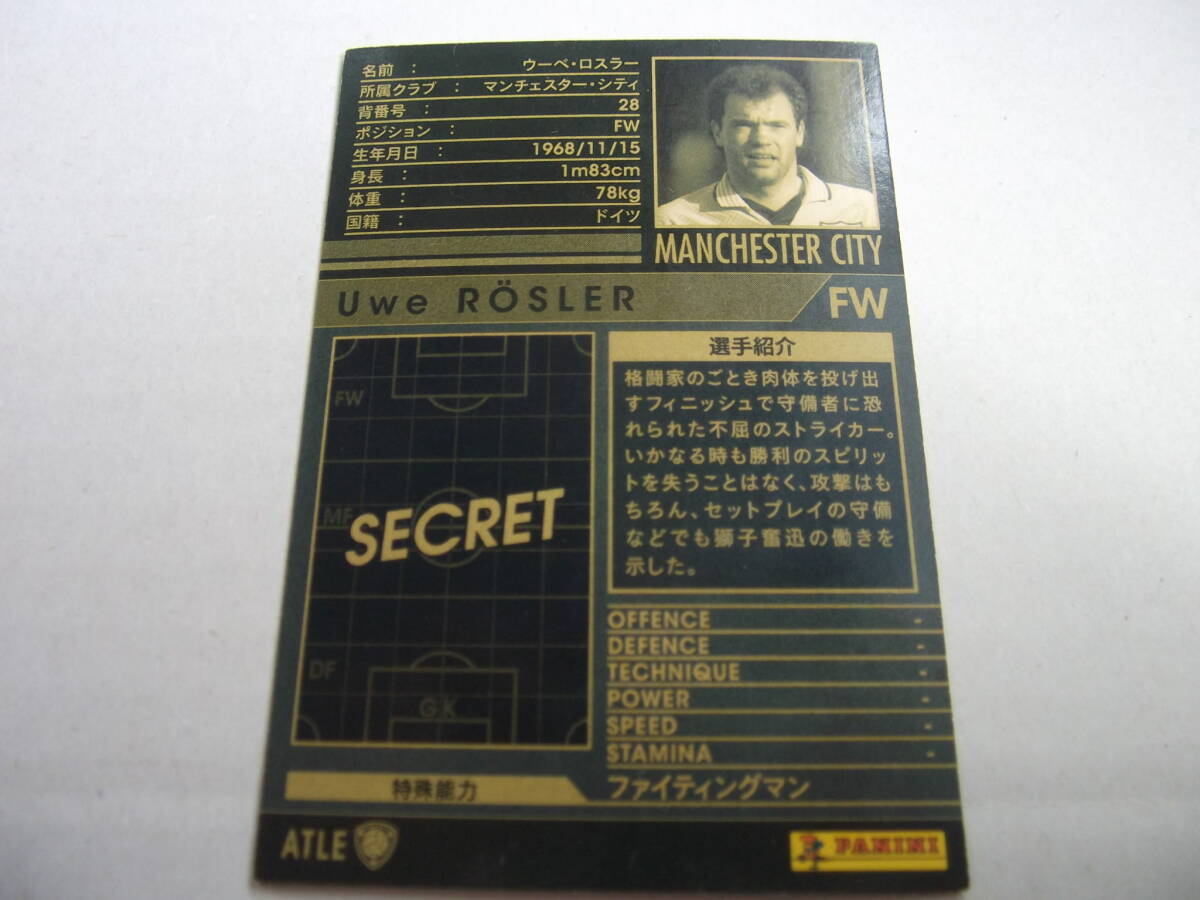 名前 : ウーベ・ロスラー
所属クラブ : マンチェスター・シティ
背番号 : 28
ポジション : FW
生年月日 : 1968/11/15
身長 : 1m83cm
体重 : 78kg
国籍 : ドイツ
MANCHESTER CITY
Uwe RÖSLER FW
選手紹介
格闘家のごとき肉体を投げ出
すフィニッシュで守備者に恐
れられた不屈のストライカー。
いかなる時も勝利のスピリッ
トを失うことはなく、攻撃はも
ちろん、セットプレイの守備
などでも獅子奮迅の働きを
示した。
FW
MF
SECRET
DF
GK
OFFENCE -
DEFENCE -
TECHNIQUE -
POWER -
SPEED -
STAMINA -
特殊能力 ファイティングマン
ATLE
PANINI